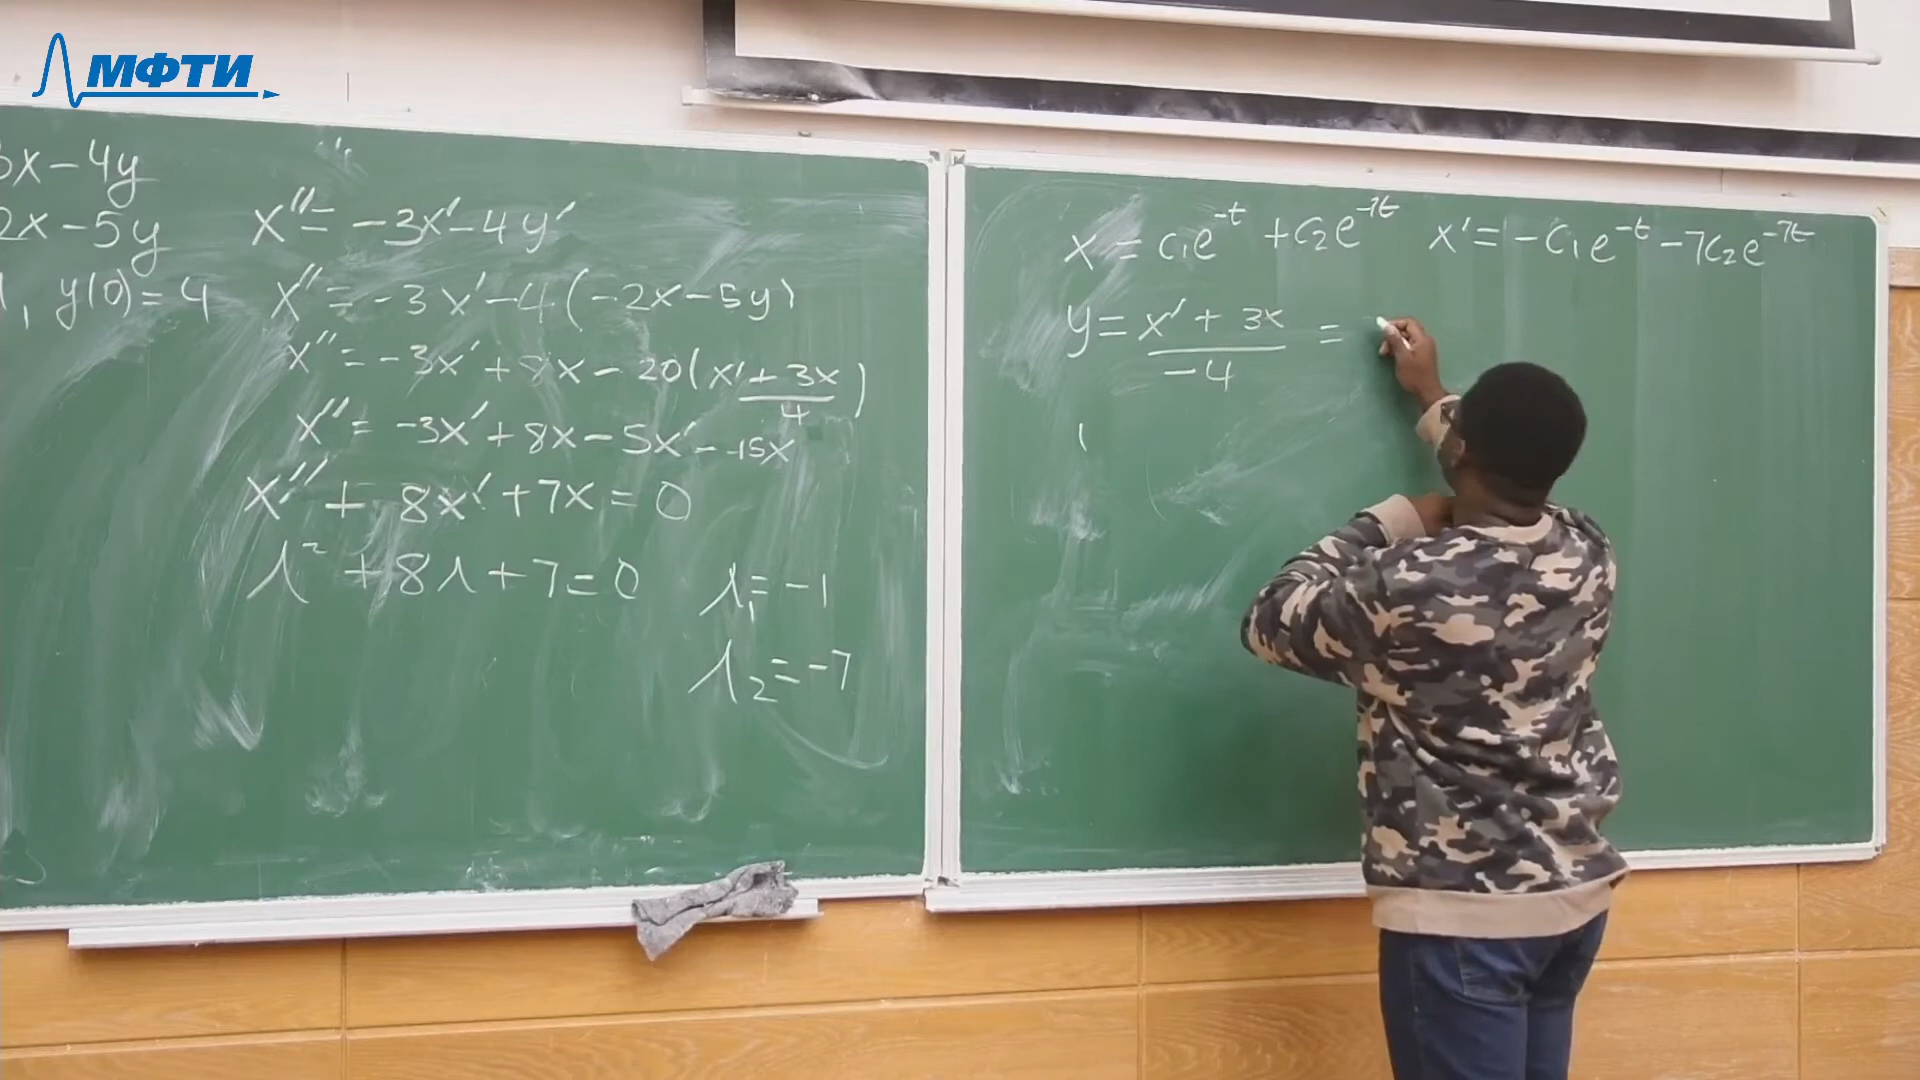 МФТИ
3x - 4y
2x - 5y
, y(0) = 4
x'' = -3x' - 4y'
x'' = -3x' - 4(-2x - 5y)
x'' = -3x' + 8x - 20(x' + 3x / 4)
x'' = -3x' + 8x - 5x' - 15x
x'' + 8x' + 7x = 0
λ² + 8λ + 7 = 0
λ₁ = -1
λ₂ = -7
x = c₁e^-t + c₂e^-7t
x' = -c₁e^-t - 7c₂e^-7t
y = x' + 3x / -4 =